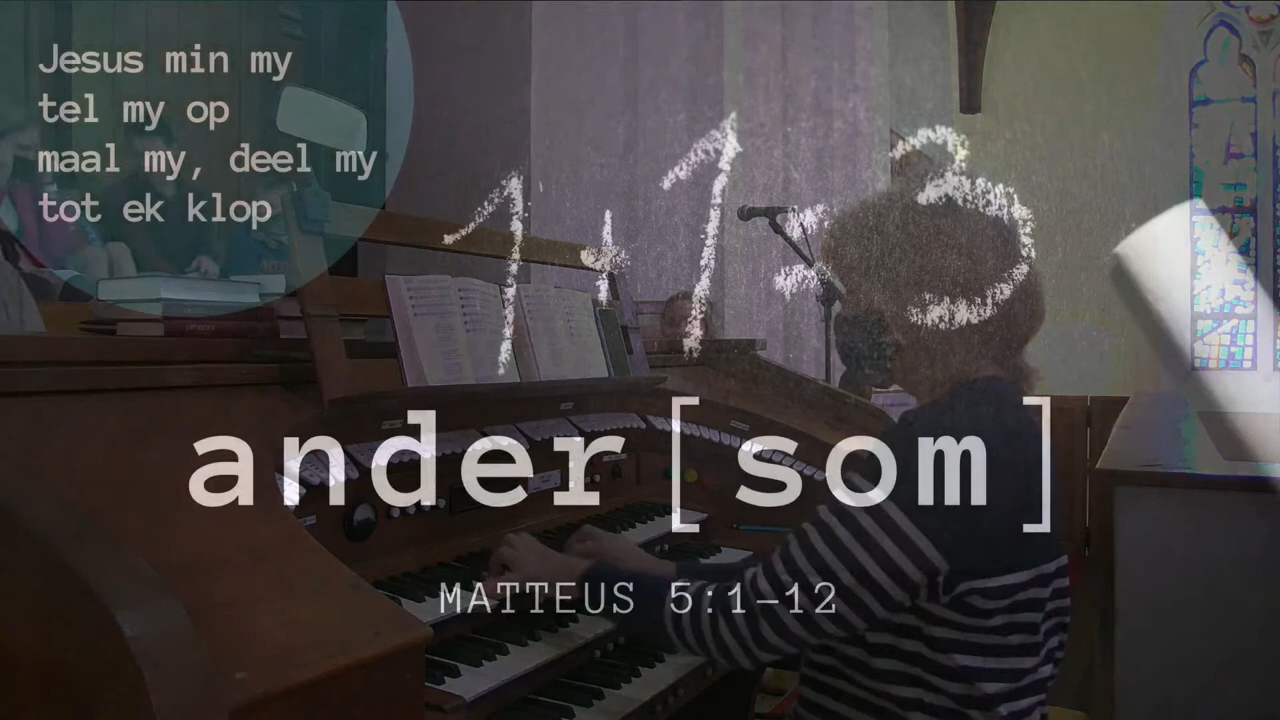 Jesus min my
tel my op
maal my, deel my
tot ek klop
1+1=3
ander[som]
MATTEUS 5:1–12